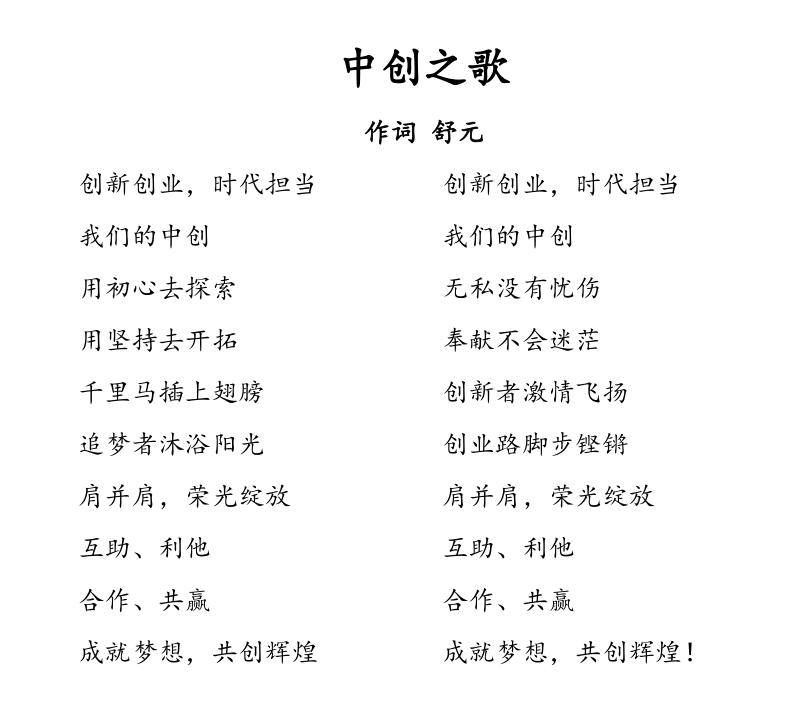 中创之歌
作词 舒元
创新创业，时代担当
我们的中创
用初心去探索
用坚持去开拓
千里马插上翅膀
追梦者沐浴阳光
肩并肩，荣光绽放
互助、利他
合作、共赢
成就梦想，共创辉煌
创新创业，时代担当
我们的中创
无私没有忧伤
奉献不会迷茫
创新者激情飞扬
创业路脚步铿锵
肩并肩，荣光绽放
互助、利他
合作、共赢
成就梦想，共创辉煌！